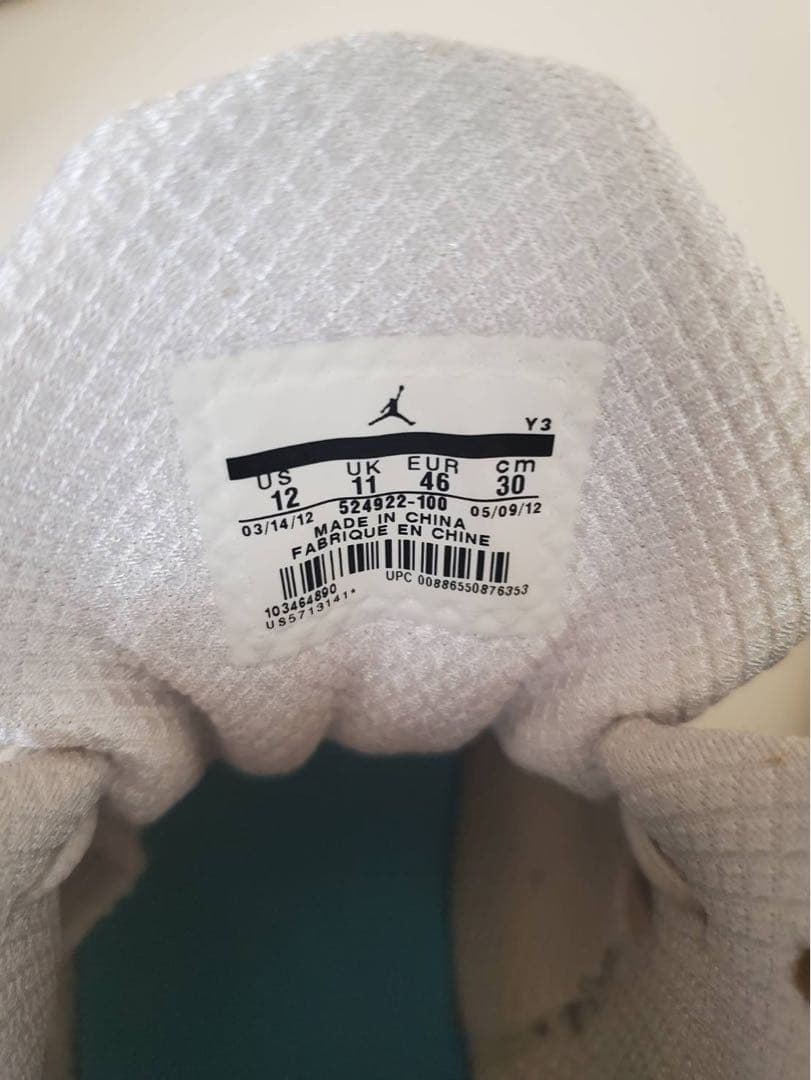 Y3
US UK EUR cm
12 11 46 30
03/14/12 524922-100 05/09/12
MADE IN CHINA
FABRIQUE EN CHINE
103464890 UPC 00886550876353
US5713141*